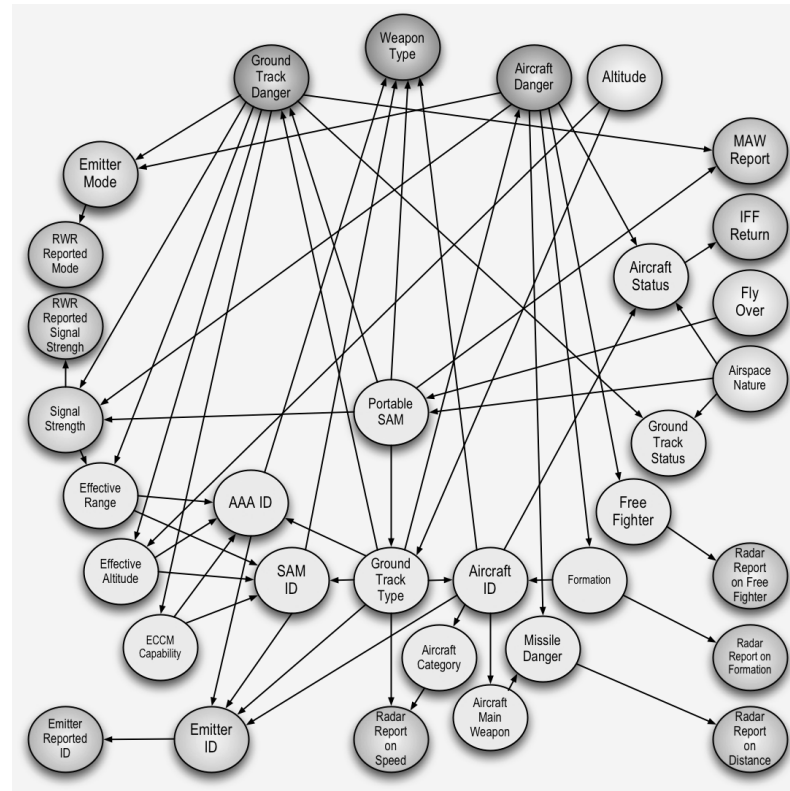 Weapon
Type
Ground
Track
Danger
Aircraft
Danger
Altitude
MAW
Report
Emitter
Mode
IFF
Return
RWR
Reported
Mode
Aircraft
Status
Fly
Over
RWR
Reported
Signal
Strengh
Airspace
Nature
Portable
SAM
Signal
Strength
Ground
Track
Status
Effective
Range
AAA ID
Free
Fighter
Effective
Altitude
SAM
ID
Ground
Track
Type
Aircraft
ID
Formation
Radar
Report
on Free
Fighter
ECCM
Capability
Aircraft
Category
Missile
Danger
Radar
Report on
Formation
Aircraft
Main
Weapon
Emitter
Reported
ID
Emitter
ID
Radar
Report
on
Speed
Radar
Report
on
Distance